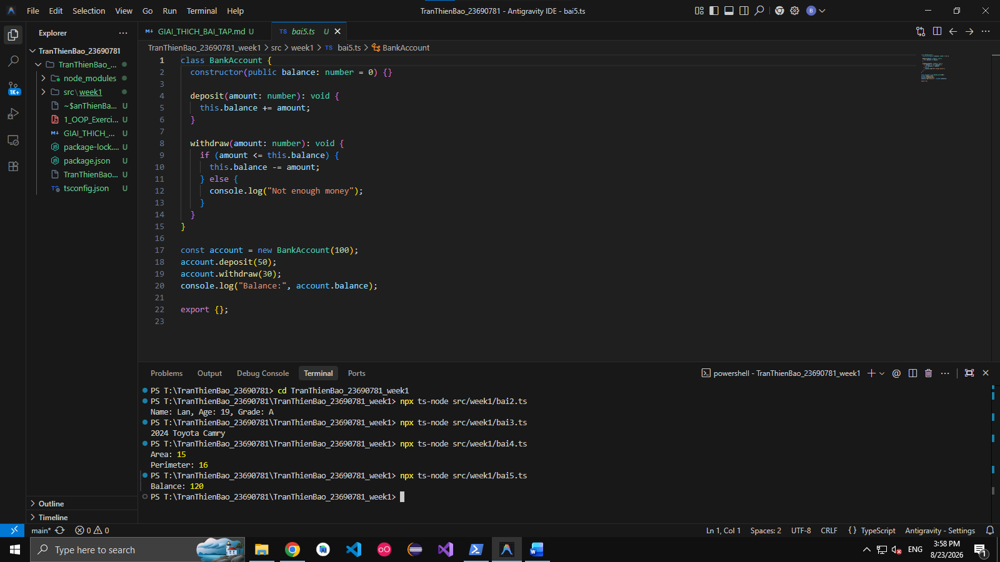 File Edit Selection View Go Run Terminal Help
TranThienBao_23690781 - Antigravity IDE - bai5.ts
B
Explorer
GIAI_THICH_BAI_TAP.md U
TS bai5.ts U
TranThienBao_23690781_week1 > src > week1 > TS bai5.ts > BankAccount
TranThienBao_23690781
TranThienBao_...
node_modules
src\week1
~$anThienBa... U
1_OOP_Exerci... U
GIAI_THICH_... U
package-lock.... U
package.json U
TranThienBao... U
tsconfig.json U
1K+
Outline
Timeline
1 class BankAccount {
2 constructor(public balance: number = 0) {}
3
4 deposit(amount: number): void {
5 this.balance += amount;
6 }
7
8 withdraw(amount: number): void {
9 if (amount <= this.balance) {
10 this.balance -= amount;
11 } else {
12 console.log("Not enough money");
13 }
14 }
15 }
16
17 const account = new BankAccount(100);
18 account.deposit(50);
19 account.withdraw(30);
20 console.log("Balance:", account.balance);
21
22 export {};
23
Problems Output Debug Console Terminal Ports
powershell - TranThienBao_23690781_week1
PS T:\TranThienBao_23690781> cd TranThienBao_23690781_week1
PS T:\TranThienBao_23690781\TranThienBao_23690781_week1> npx ts-node src/week1/bai2.ts
Name: Lan, Age: 19, Grade: A
PS T:\TranThienBao_23690781\TranThienBao_23690781_week1> npx ts-node src/week1/bai3.ts
2024 Toyota Camry
PS T:\TranThienBao_23690781\TranThienBao_23690781_week1> npx ts-node src/week1/bai4.ts
Area: 15
Perimeter: 16
PS T:\TranThienBao_23690781\TranThienBao_23690781_week1> npx ts-node src/week1/bai5.ts
Balance: 120
PS T:\TranThienBao_23690781\TranThienBao_23690781_week1>
main* 0 0
Ln 1, Col 1 Spaces: 2 UTF-8 CRLF {} TypeScript Antigravity - Settings
Type here to search
ENG
3:58 PM
8/23/2026
1